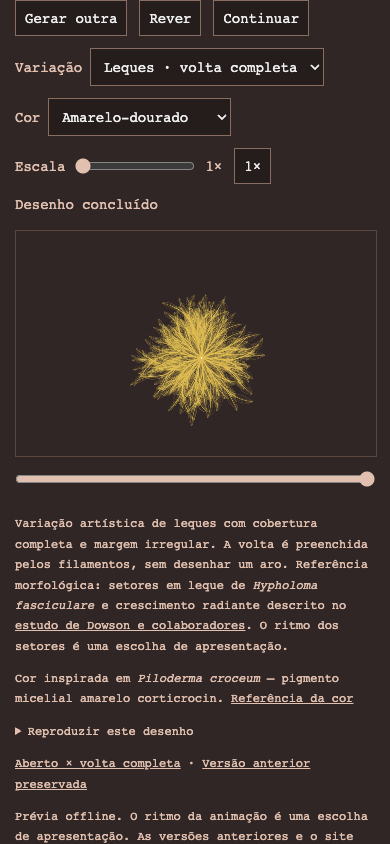 Gerar outra Rever Continuar
Variação Leques · volta completa
Cor Amarelo-dourado
Escala 1× 1×
Desenho concluído
Variação artística de leques com cobertura
completa e margem irregular. A volta é preenchida
pelos filamentos, sem desenhar um aro. Referência
morfológica: setores em leque de Hypholoma
fasciculare e crescimento radiante descrito no
estudo de Dowson e colaboradores. O ritmo dos
setores é uma escolha de apresentação.
Cor inspirada em Piloderma croceum — pigmento
micelial amarelo corticrocin. Referência da cor
Reproduzir este desenho
Aberto × volta completa · Versão anterior
preservada
Prévia offline. O ritmo da animação é uma escolha
de apresentação. As versões anteriores e o site